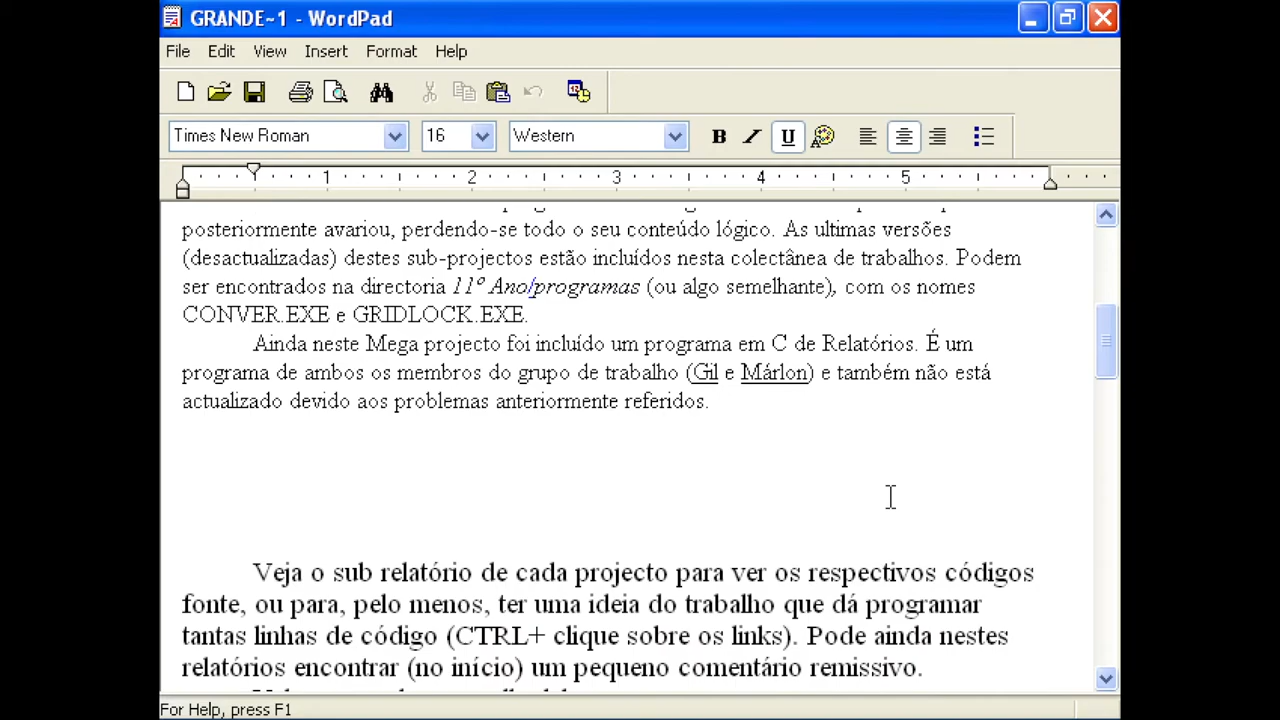 GRANDE~1 - WordPad
File Edit View Insert Format Help
Times New Roman 16 Western B I U
1 2 3 4 5
posteriormente avariou, perdendo-se todo o seu conteúdo lógico. As ultimas versões
(desactualizadas) destes sub-projectos estão incluídos nesta colectânea de trabalhos. Podem
ser encontrados na directoria 11º Ano/programas (ou algo semelhante), com os nomes
CONVER.EXE e GRIDLOCK.EXE.
Ainda neste Mega projecto foi incluído um programa em C de Relatórios. É um
programa de ambos os membros do grupo de trabalho (Gil e Márlon) e também não está
actualizado devido aos problemas anteriormente referidos.
Veja o sub relatório de cada projecto para ver os respectivos códigos
fonte, ou para, pelo menos, ter uma ideia do trabalho que dá programar
tantas linhas de código (CTRL+ clique sobre os links). Pode ainda nestes
relatórios encontrar (no início) um pequeno comentário remissivo.
For Help, press F1